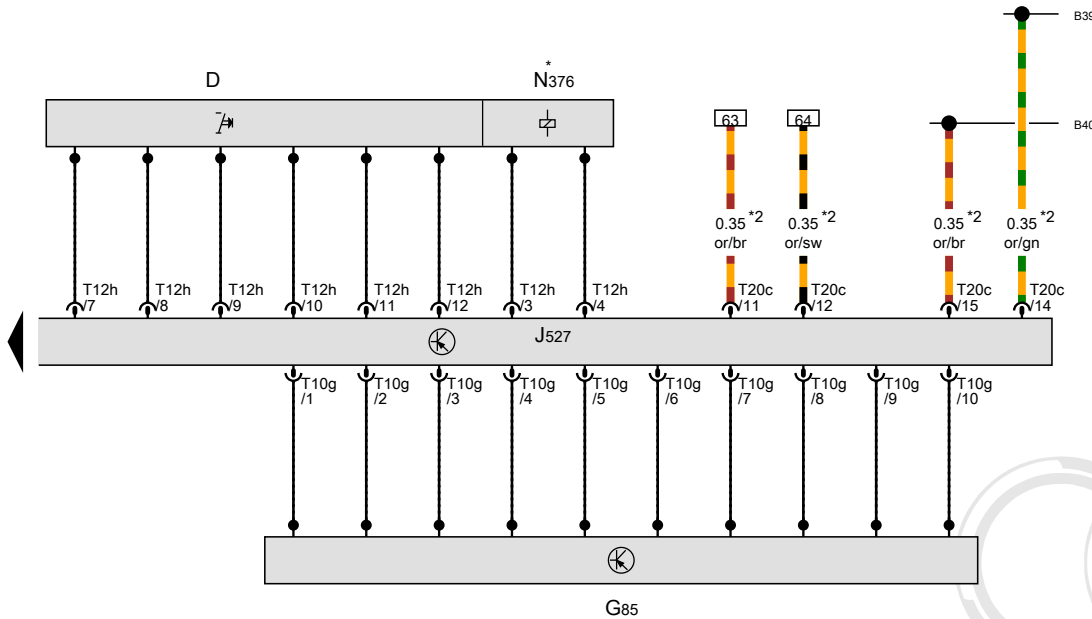 B39
D
N376 *
63
64
B40
0.35 *2
or/br
0.35 *2
or/sw
0.35 *2
or/br
0.35 *2
or/gn
T12h
/7
T12h
/8
T12h
/9
T12h
/10
T12h
/11
T12h
/12
T12h
/3
T12h
/4
T20c
/11
T20c
/12
T20c
/15
T20c
/14
J527
T10g
/1
T10g
/2
T10g
/3
T10g
/4
T10g
/5
T10g
/6
T10g
/7
T10g
/8
T10g
/9
T10g
/10
G85